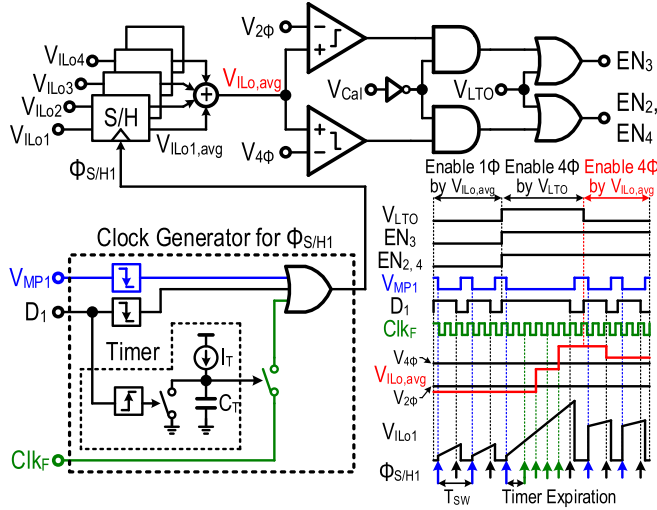 V2Φ
VILo4
VILo3
VILo2
VILo1
S/H
VILo,avg
VILo1,avg
ΦS/H1
V4Φ
VCal
VLTO
EN3
EN2,
EN4
Clock Generator for ΦS/H1
VMP1
D1
Timer
IT
CT
ClkF
Enable 1Φ Enable 4Φ Enable 4Φ
by VILo,avg by VLTO by VILo,avg
VLTO
EN3
EN2, 4
VMP1
D1
ClkF
V4Φ
VILo,avg
V2Φ
VILo1
ΦS/H1
TSW Timer Expiration